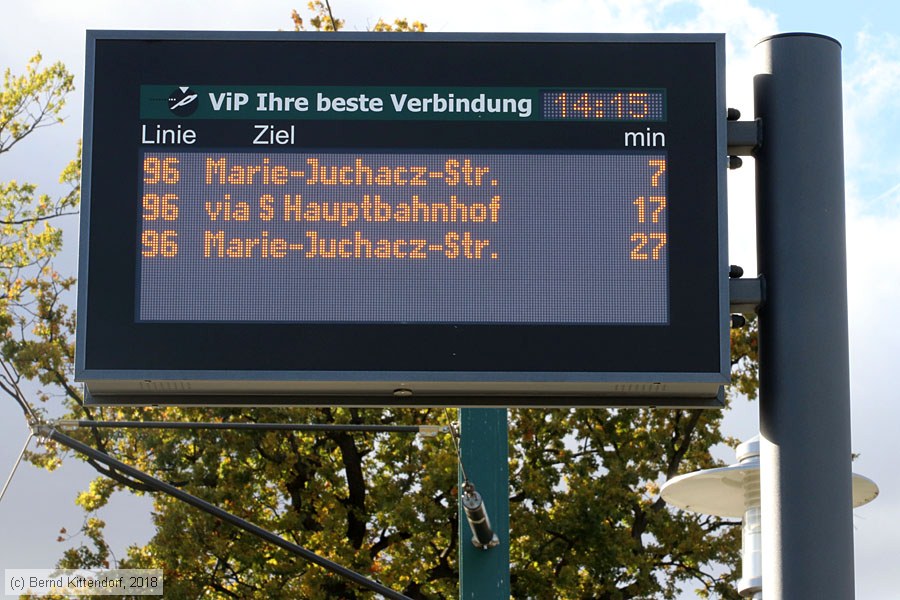 ViP Ihre beste Verbindung 14:15
Linie Ziel min
96 Marie-Juchacz-Str. 7
96 via S Hauptbahnhof 17
96 Marie-Juchacz-Str. 27
(c) Bernd Kittendorf, 2018